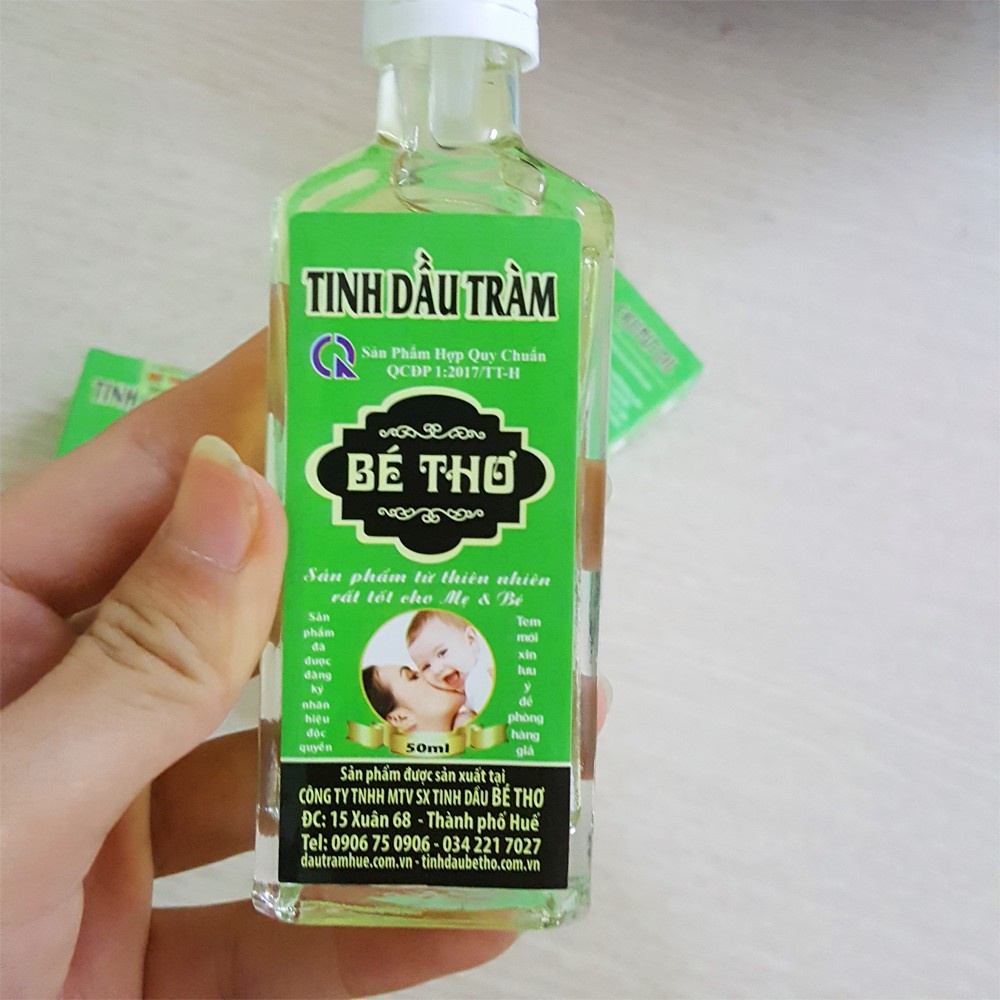 TINH DẦU TRÀM
Sản Phẩm Hợp Quy Chuẩn
QCĐP 1:2017/TT-H
BÉ THƠ
Sản phẩm từ thiên nhiên
rất tốt cho Mẹ & Bé
Sản
phẩm
đã
được
đăng
ký
nhãn
hiệu
độc
quyền
Tem
mới
xin
lưu
ý
để
phòng
hàng
giả
50ml
Sản phẩm được sản xuất tại
CÔNG TY TNHH MTV SX TINH DẦU BÉ THƠ
ĐC: 15 Xuân 68 - Thành phố Huế
Tel: 0906 75 0906 - 034 221 7027
dautramhue.com.vn - tinhdaubetho.com.vn
TINH